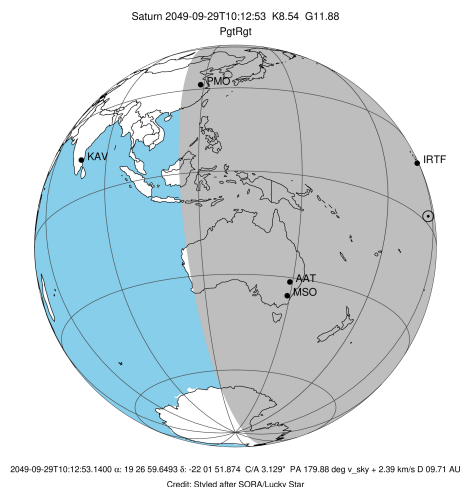 Saturn 2049-09-29T10:12:53 K8.54 G11.88
PgtRgt
PMO
KAV
IRTF
AAT
MSO
2049-09-29T10:12:53.1400 α: 19 26 59.6493 δ: -22 01 51.874 C/A 3.129" PA 179.88 deg v_sky + 2.39 km/s D 09.71 AU
Credit: Styled after SORA/Lucky Star